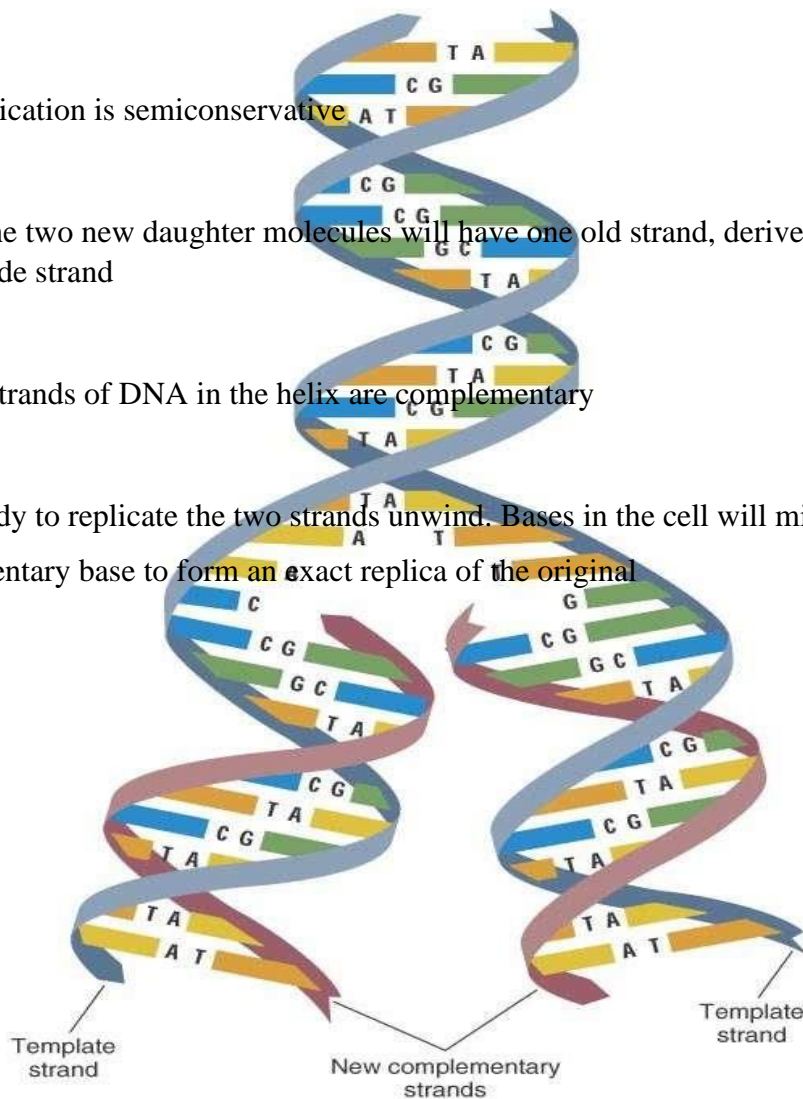 T A
C G
ication is semiconservative
A T
C G
C G
ne two new daughter molecules will have one old strand, derive
G C
de strand
T A
C G
T A
trands of DNA in the helix are complementary
C G
T A
T A
dy to replicate the two strands unwind. Bases in the cell will mi
A T
entary base to form an exact replica of the original
C G
C G C G
G C G C
T A T A
C G C G
T A T A
C G C G
T A T A
T A T A
A T A T
Template
strand
New complementary
strands
Template
strand